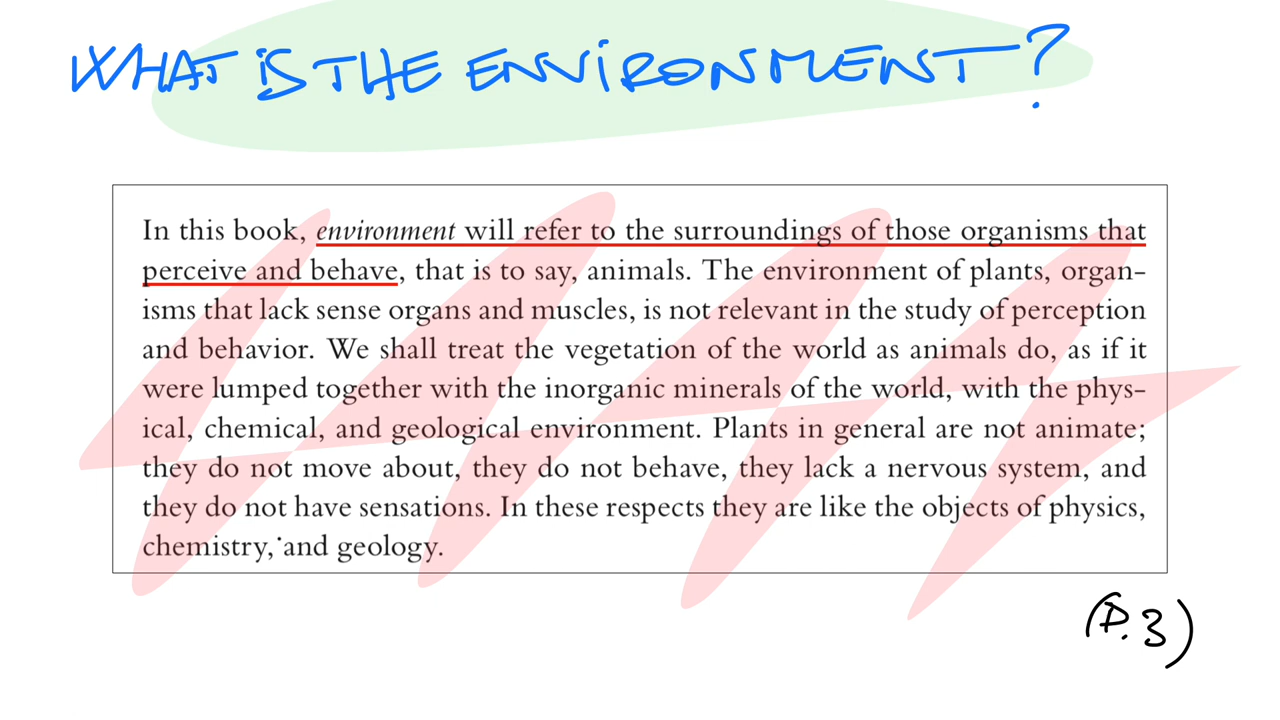 WHAT IS THE ENVIRONMENT?
In this book, environment will refer to the surroundings of those organisms that
perceive and behave, that is to say, animals. The environment of plants, organ-
isms that lack sense organs and muscles, is not relevant in the study of perception
and behavior. We shall treat the vegetation of the world as animals do, as if it
were lumped together with the inorganic minerals of the world, with the phys-
ical, chemical, and geological environment. Plants in general are not animate;
they do not move about, they do not behave, they lack a nervous system, and
they do not have sensations. In these respects they are like the objects of physics,
chemistry, and geology.
(P.3)